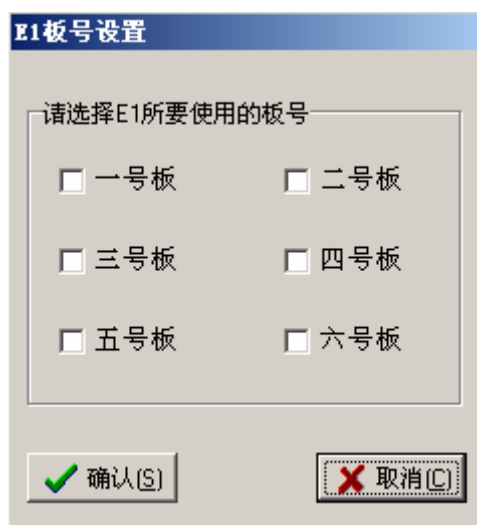 E1板号设置
请选择E1所要使用的板号
一号板 二号板
三号板 四号板
五号板 六号板
确认(S) 取消(C)